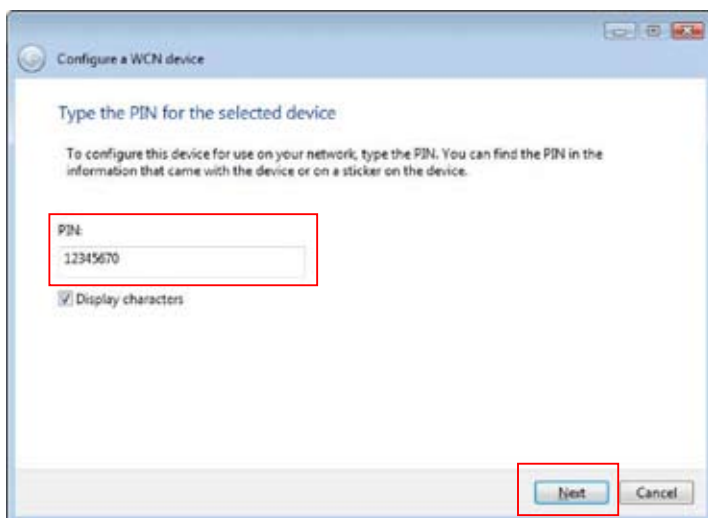 Configure a WCN device
Type the PIN for the selected device
To configure this device for use on your network, type the PIN. You can find the PIN in the
information that came with the device or on a sticker on the device.
PIN:
12345670
Display characters
Next
Cancel